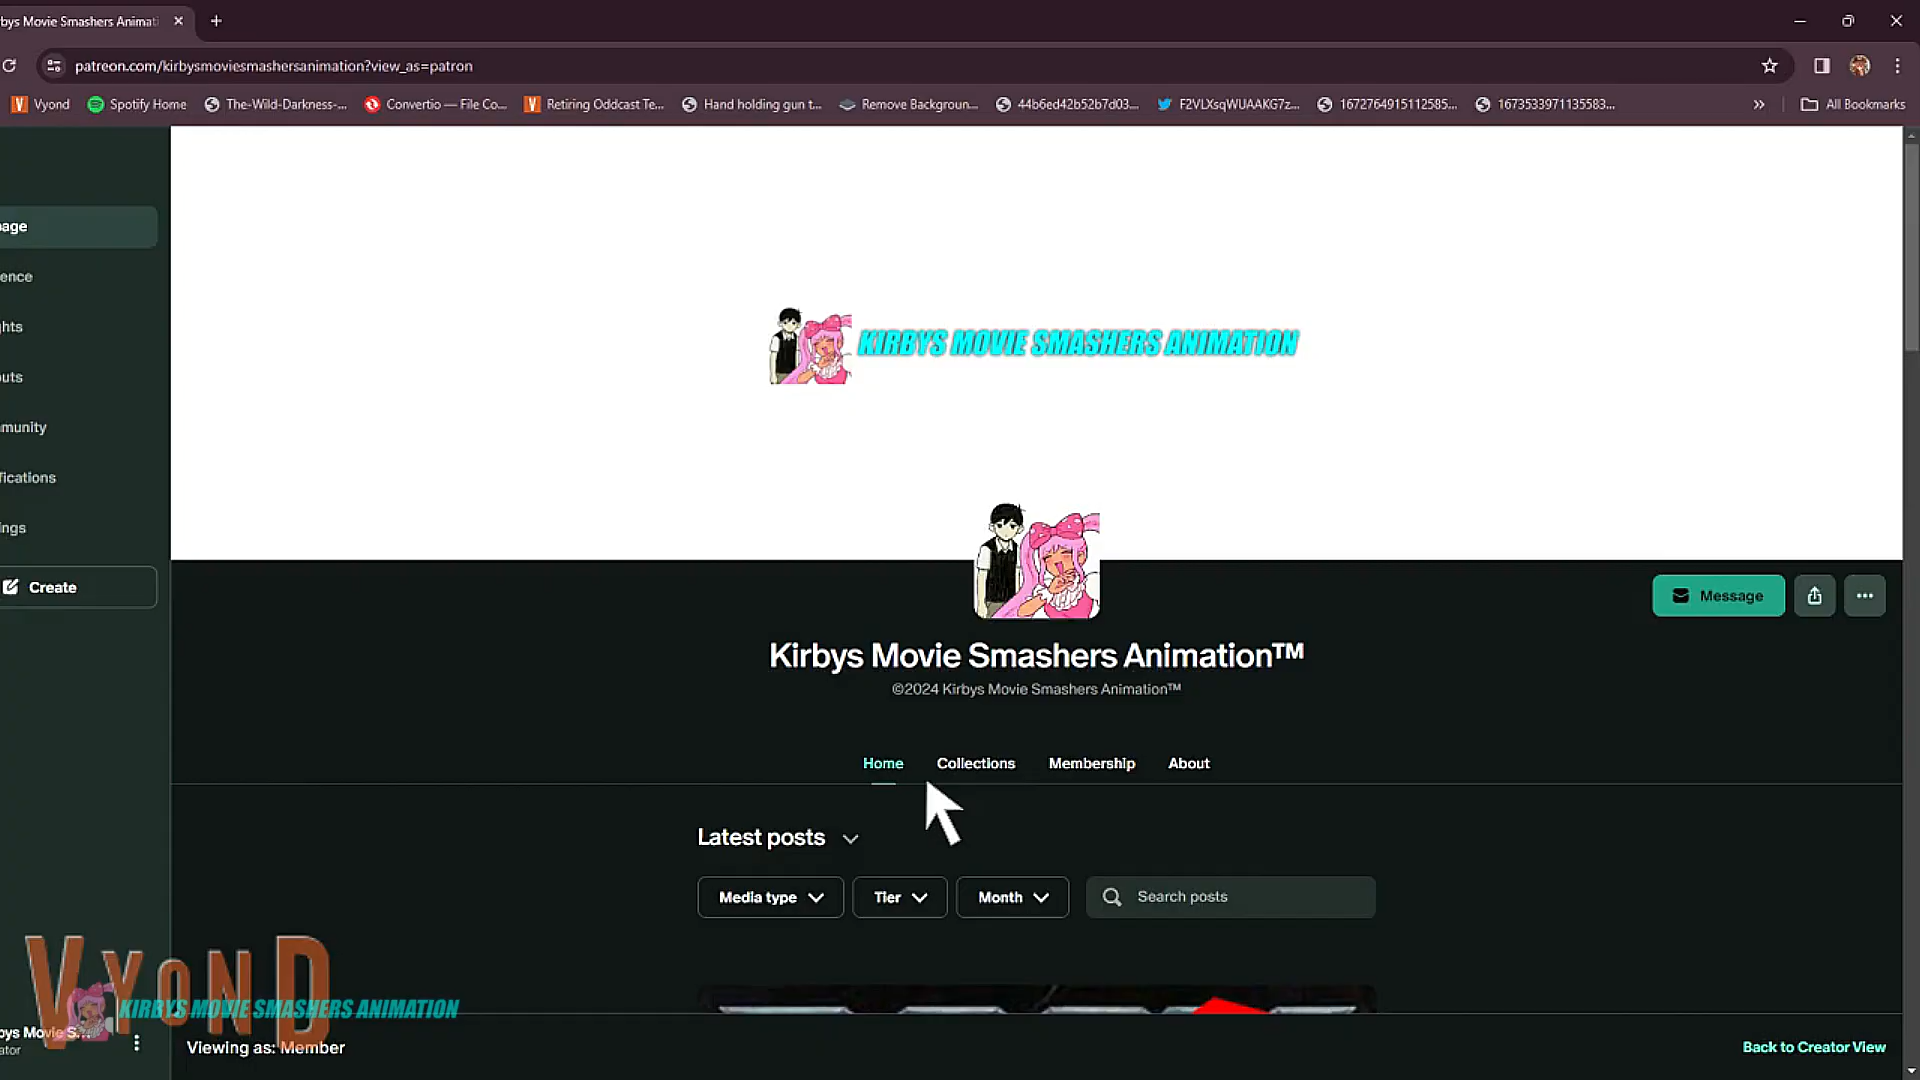 bys Movie Smashers Animati
patreon.com/kirbysmoviesmashersanimation?view_as=patron
Vyond
Spotify Home
The-Wild-Darkness-...
Convertio — File Co...
Retiring Oddcast Te...
Hand holding gun t...
Remove Backgroun...
44b6ed42b52b7d03...
F2VLXsqWUAAKG7z...
1672764915112585...
1673533971135583...
»
All Bookmarks
age
ence
hts
outs
munity
fications
ings
Create
KIRBYS MOVIE SMASHERS ANIMATION
Message
Kirbys Movie Smashers Animation™
©2024 Kirbys Movie Smashers Animation™
Home
Collections
Membership
About
Latest posts
Media type
Tier
Month
Search posts
VYOND
KIRBYS MOVIE SMASHERS ANIMATION
bys Movie S...
ator
Viewing as: Member
Back to Creator View